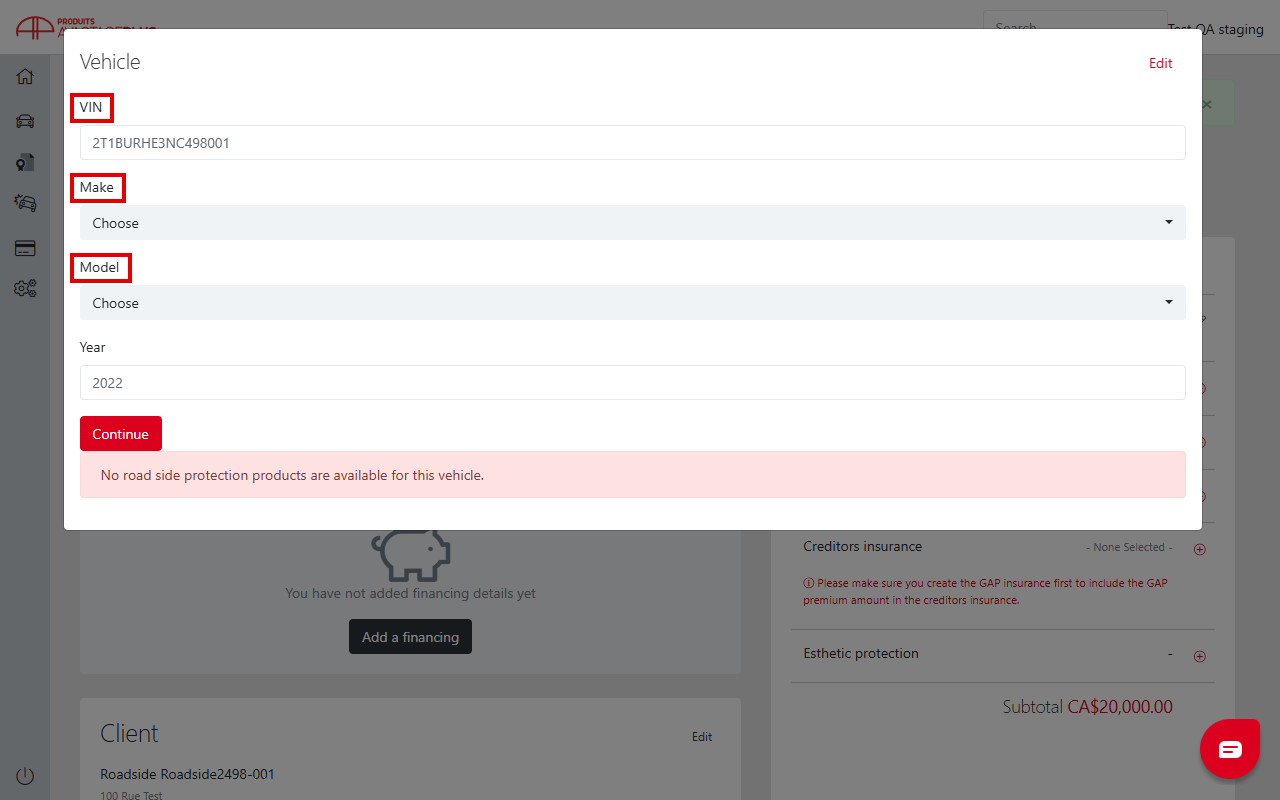 PRODUITS
Search
Test QA staging
Vehicle
Edit
VIN
2T1BURHE3NC498001
Make
Choose
Model
Choose
Year
2022
Continue
No road side protection products are available for this vehicle.
You have not added financing details yet
Add a financing
Creditors insurance
- None Selected -
Please make sure you create the GAP insurance first to include the GAP
premium amount in the creditors insurance.
Esthetic protection
-
Subtotal CA$20,000.00
Client
Edit
Roadside Roadside2498-001
100 Rue Test